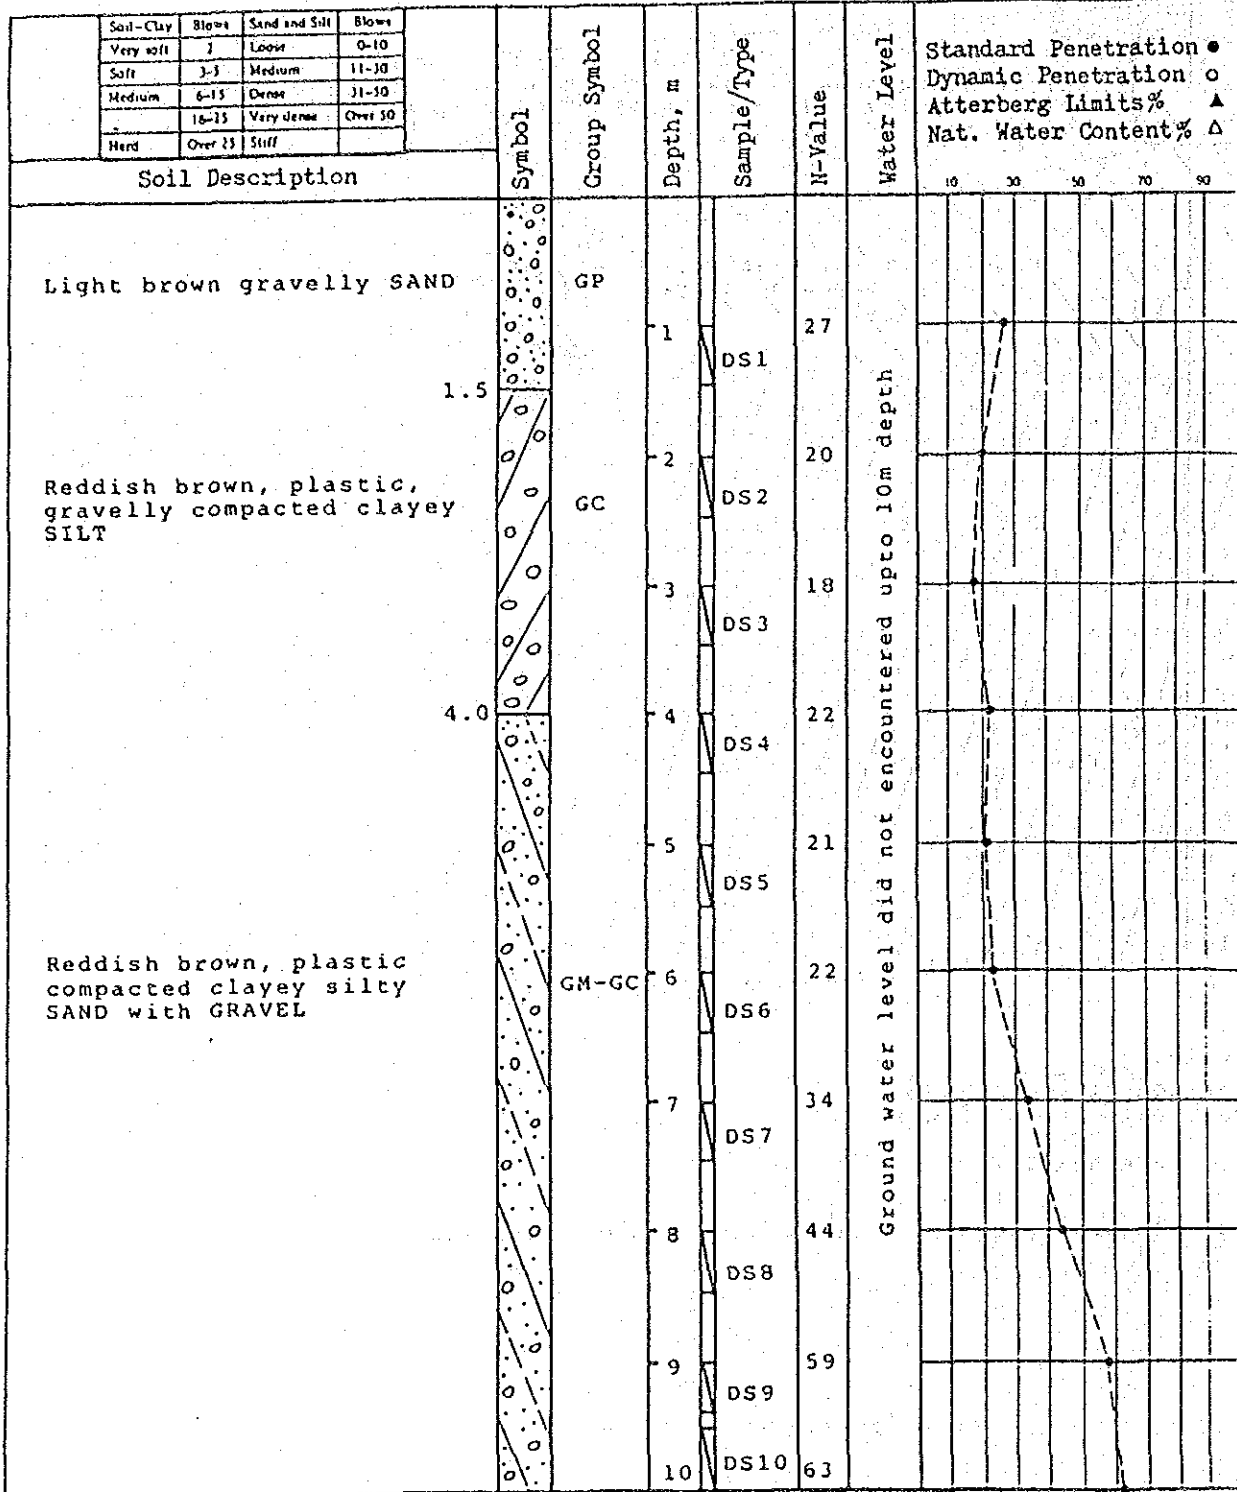 Soil-Clay Blows Sand and Silt Blows
Very soft 2 Loose 0-10
Soft 3-5 Medium 11-30
Medium 6-15 Dense 31-50
16-25 Very dense Over 50
Hard Over 25 Stiff
Soil Description
Symbol
Group Symbol
Depth, m
Sample/Type
N-Value
Water Level
Standard Penetration ●
Dynamic Penetration o
Atterberg Limits% ▲
Nat. Water Content% △
10 30 50 70 90
Light brown gravelly SAND
GP
1
DS1
27
1.5
Reddish brown, plastic,
gravelly compacted clayey
SILT
GC
2
DS2
20
3
DS3
18
4.0
4
DS4
22
5
DS5
21
Reddish brown, plastic
compacted clayey silty
SAND with GRAVEL
GM-GC
6
DS6
22
7
DS7
34
8
DS8
44
9
DS9
59
10
DS10
63
Ground water level did not encountered upto 10m depth